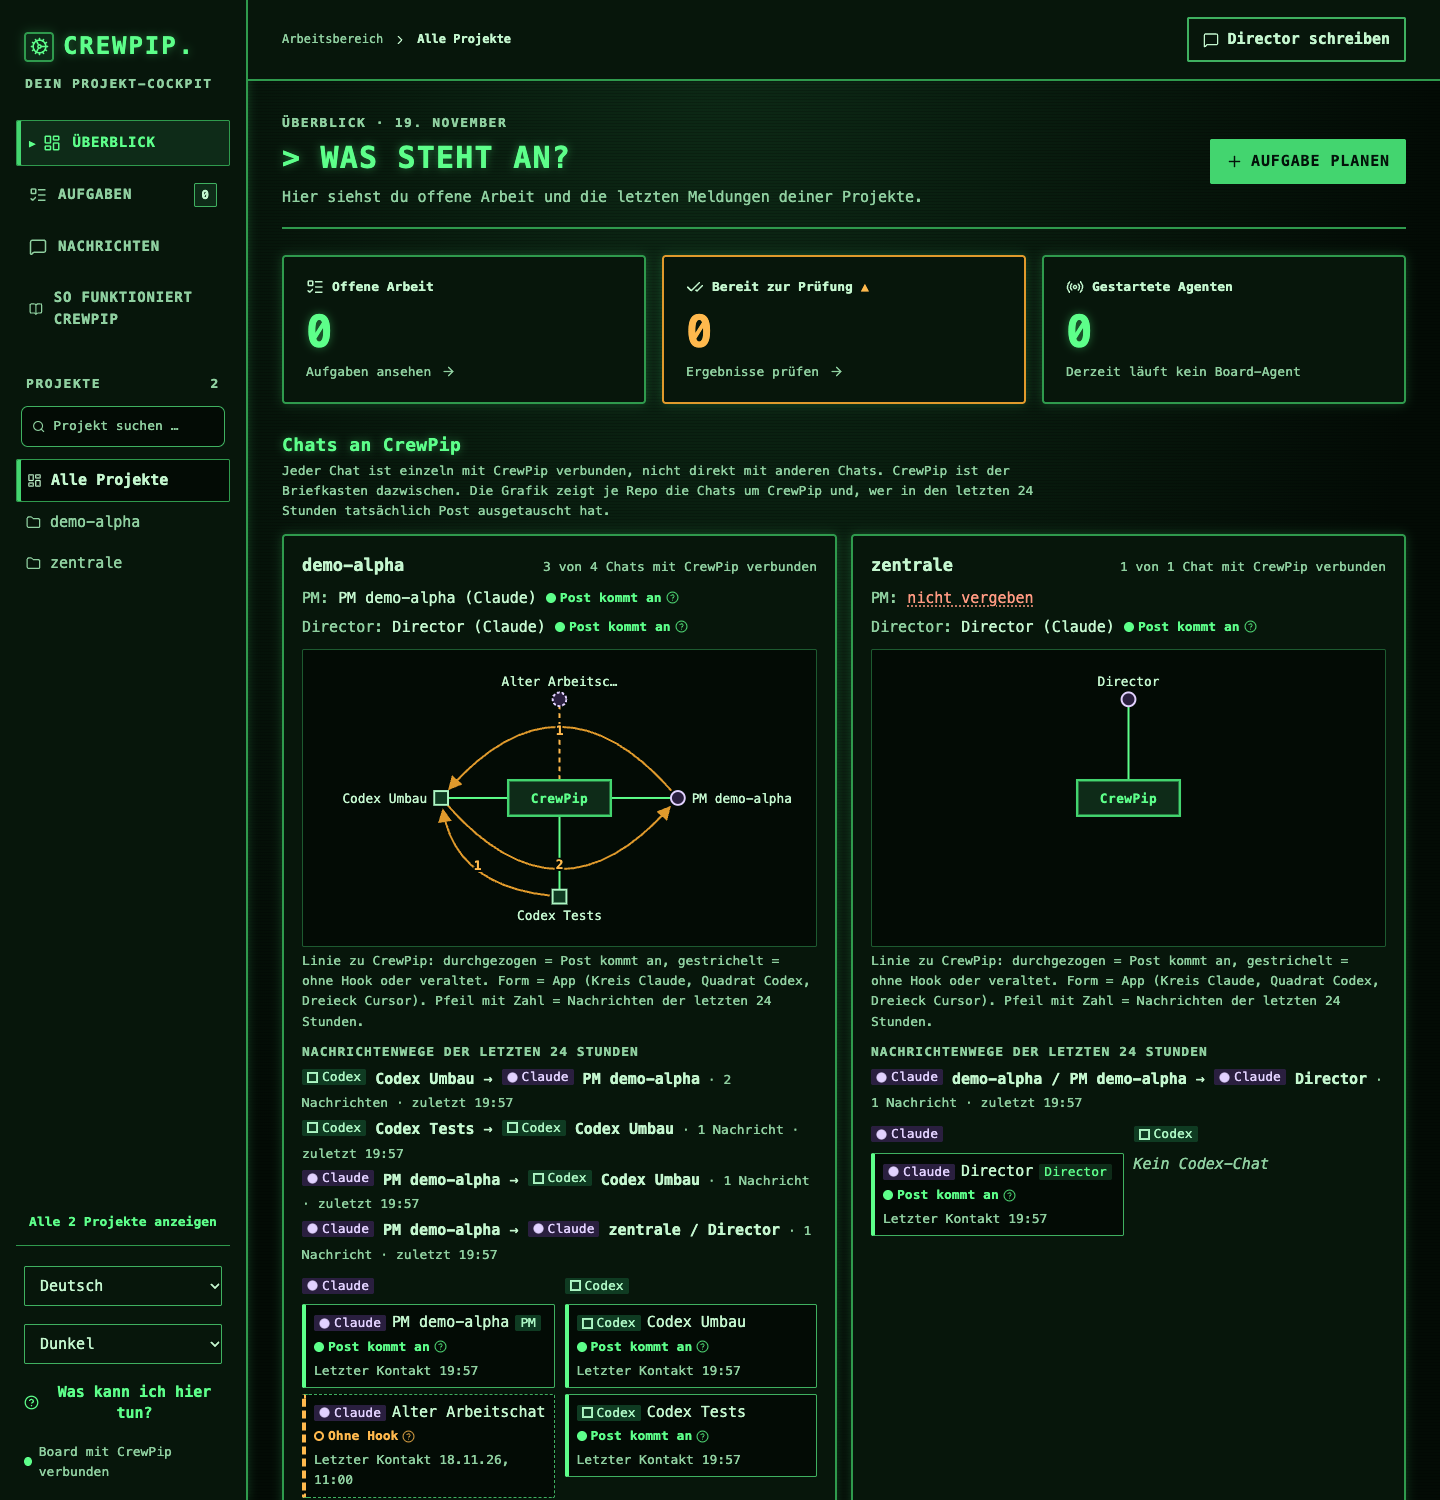 CREWPIP.
DEIN PROJEKT-COCKPIT
▸ ÜBERBLICK
AUFGABEN 0
NACHRICHTEN
SO FUNKTIONIERT
CREWPIP
PROJEKTE 2
Projekt suchen …
Alle Projekte
demo-alpha
zentrale
Alle 2 Projekte anzeigen
Deutsch
Dunkel
Was kann ich hier
tun?
Board mit CrewPip
verbunden
Arbeitsbereich > Alle Projekte
Director schreiben
ÜBERBLICK · 19. NOVEMBER
> WAS STEHT AN?
Hier siehst du offene Arbeit und die letzten Meldungen deiner Projekte.
+ AUFGABE PLANEN
Offene Arbeit
0
Aufgaben ansehen →
Bereit zur Prüfung ▲
0
Ergebnisse prüfen →
Gestartete Agenten
0
Derzeit läuft kein Board-Agent
Chats an CrewPip
Jeder Chat ist einzeln mit CrewPip verbunden, nicht direkt mit anderen Chats. CrewPip ist der
Briefkasten dazwischen. Die Grafik zeigt je Repo die Chats um CrewPip und, wer in den letzten 24
Stunden tatsächlich Post ausgetauscht hat.
demo-alpha 3 von 4 Chats mit CrewPip verbunden
PM: PM demo-alpha (Claude) Post kommt an ?
Director: Director (Claude) Post kommt an ?
Alter Arbeitsc…
1
Codex Umbau
CrewPip
PM demo-alpha
1
2
Codex Tests
Linie zu CrewPip: durchgezogen = Post kommt an, gestrichelt =
ohne Hook oder veraltet. Form = App (Kreis Claude, Quadrat Codex,
Dreieck Cursor). Pfeil mit Zahl = Nachrichten der letzten 24
Stunden.
NACHRICHTENWEGE DER LETZTEN 24 STUNDEN
Codex Codex Umbau → Claude PM demo-alpha · 2
Nachrichten · zuletzt 19:57
Codex Codex Tests → Codex Codex Umbau · 1 Nachricht ·
zuletzt 19:57
Claude PM demo-alpha → Codex Codex Umbau · 1 Nachricht
· zuletzt 19:57
Claude PM demo-alpha → Claude zentrale / Director · 1
Nachricht · zuletzt 19:57
Claude
Claude PM demo-alpha PM
Post kommt an ?
Letzter Kontakt 19:57
Claude Alter Arbeitschat
Ohne Hook ?
Letzter Kontakt 18.11.26,
11:00
Codex
Codex Codex Umbau
Post kommt an ?
Letzter Kontakt 19:57
Codex Codex Tests
Post kommt an ?
Letzter Kontakt 19:57
zentrale 1 von 1 Chat mit CrewPip verbunden
PM: nicht vergeben
Director: Director (Claude) Post kommt an ?
Director
CrewPip
Linie zu CrewPip: durchgezogen = Post kommt an, gestrichelt =
ohne Hook oder veraltet. Form = App (Kreis Claude, Quadrat Codex,
Dreieck Cursor). Pfeil mit Zahl = Nachrichten der letzten 24
Stunden.
NACHRICHTENWEGE DER LETZTEN 24 STUNDEN
Claude demo-alpha / PM demo-alpha → Claude Director ·
1 Nachricht · zuletzt 19:57
Claude
Claude Director Director
Post kommt an ?
Letzter Kontakt 19:57
Codex
Kein Codex-Chat